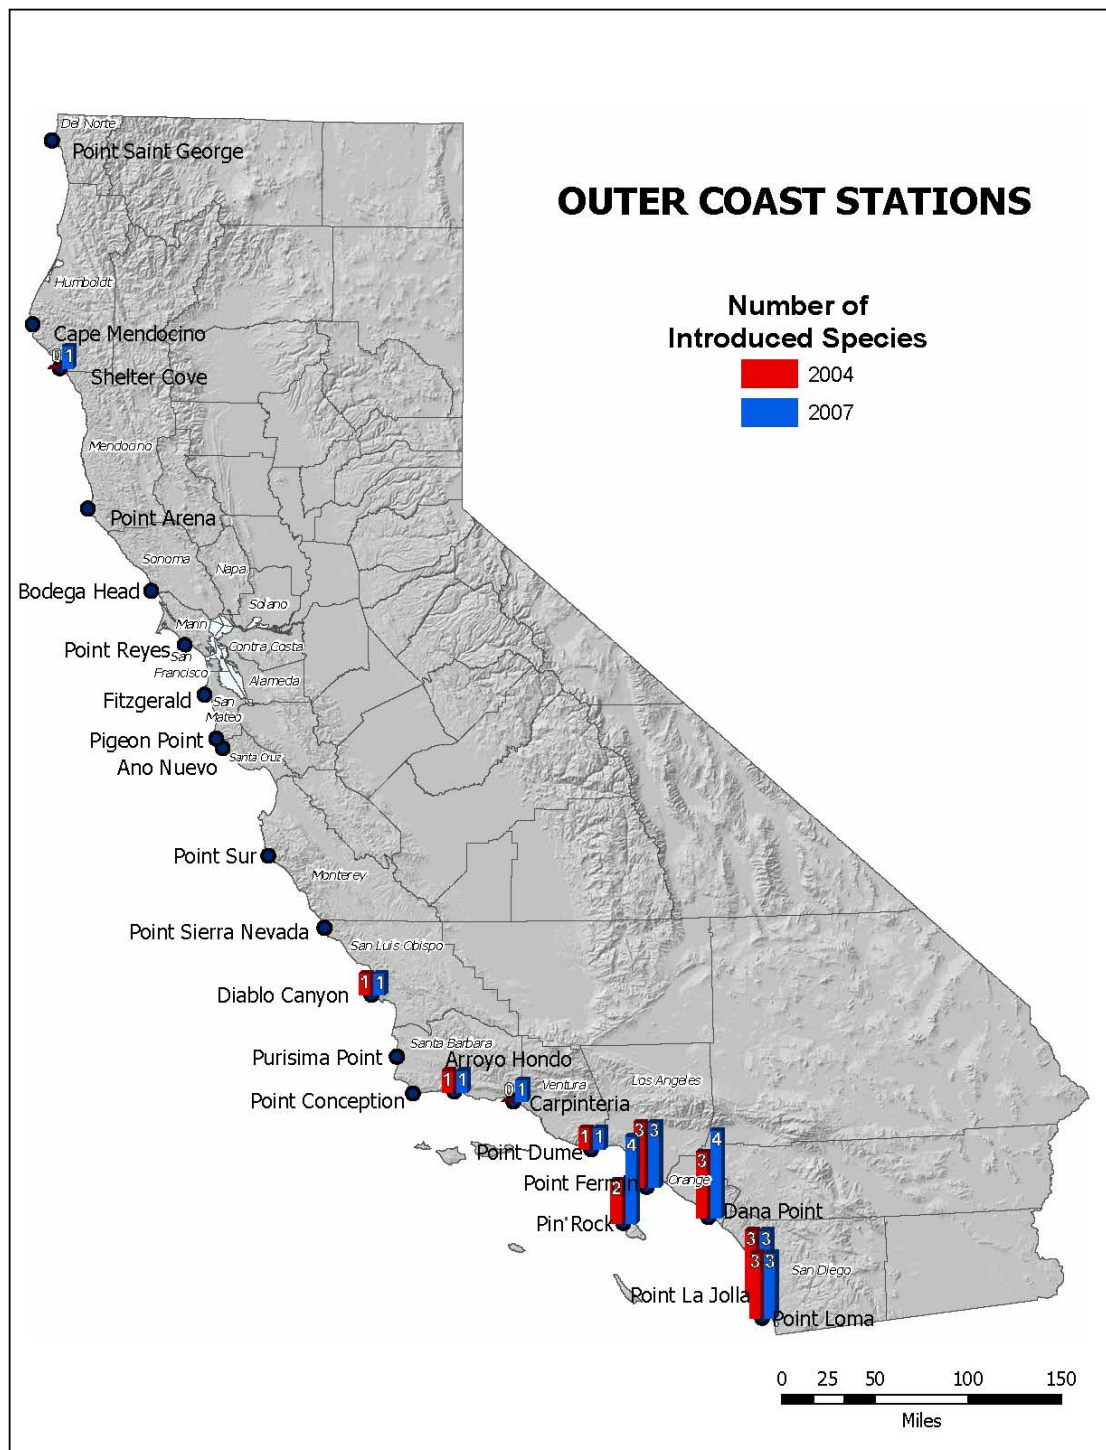 Del Norte
Point Saint George
OUTER COAST STATIONS
Humboldt
Number of
Introduced Species
2004
2007
Cape Mendocino
0 1
Shelter Cove
Mendocino
Point Arena
Sonoma
Napa
Bodega Head
Solano
Marin
Point Reyes
Contra Costa
San
Francisco
Alameda
Fitzgerald
San
Mateo
Pigeon Point
Santa Cruz
Ano Nuevo
Point Sur
Monterey
Point Sierra Nevada
San Luis Obispo
1 1
Diablo Canyon
Santa Barbara
Purisima Point
Arroyo Hondo
1 1
Point Conception
0 1
Ventura
Los Angeles
Carpinteria
1 1
Point Dume
3 3
4
3 4
Point Fermin
Orange
2
Pin Rock
Dana Point
3 3
3 3
San Diego
Point La Jolla
Point Loma
0 25 50 100 150
Miles